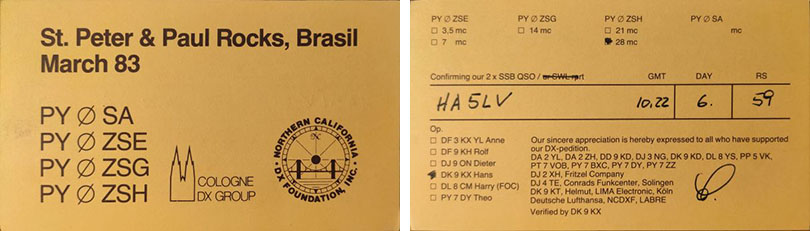 St. Peter & Paul Rocks, Brasil
March 83
PY Ø SA
PY Ø ZSE
PY Ø ZSG
PY Ø ZSH
COLOGNE
DX GROUP
NORTHERN CALIFORNIA
DX FOUNDATION, INC.
PY Ø ZSE PY Ø ZSG PY Ø ZSH PY Ø SA
3,5 mc 14 mc 21 mc mc
7 mc 28 mc
Confirming our 2 x SSB QSO / or SWL rprt GMT DAY RS
HA5LV 10,22 6. 59
Op.
DF 3 KX YL Anne
DF 9 KH Rolf
DJ 9 ON Dieter
DK 9 KX Hans
DL 8 CM Harry (FOC)
PY 7 DY Theo
Our sincere appreciation is hereby expressed to all who have supported
our DX-pedition.
DA 2 YL, DA 2 ZH, DD 9 KD, DJ 3 NG, DK 9 KD, DL 8 YS, PP 5 VK,
PT 7 VOB, PY 7 BXC, PY 7 DY, PY 7 ZZ
DJ 2 XH, Fritzel Company
DJ 4 TE, Conrads Funkcenter, Solingen
DK 9 KT, Helmut, LIMA Electronic, Köln
Deutsche Lufthansa, NCDXF, LABRE
Verified by DK 9 KX